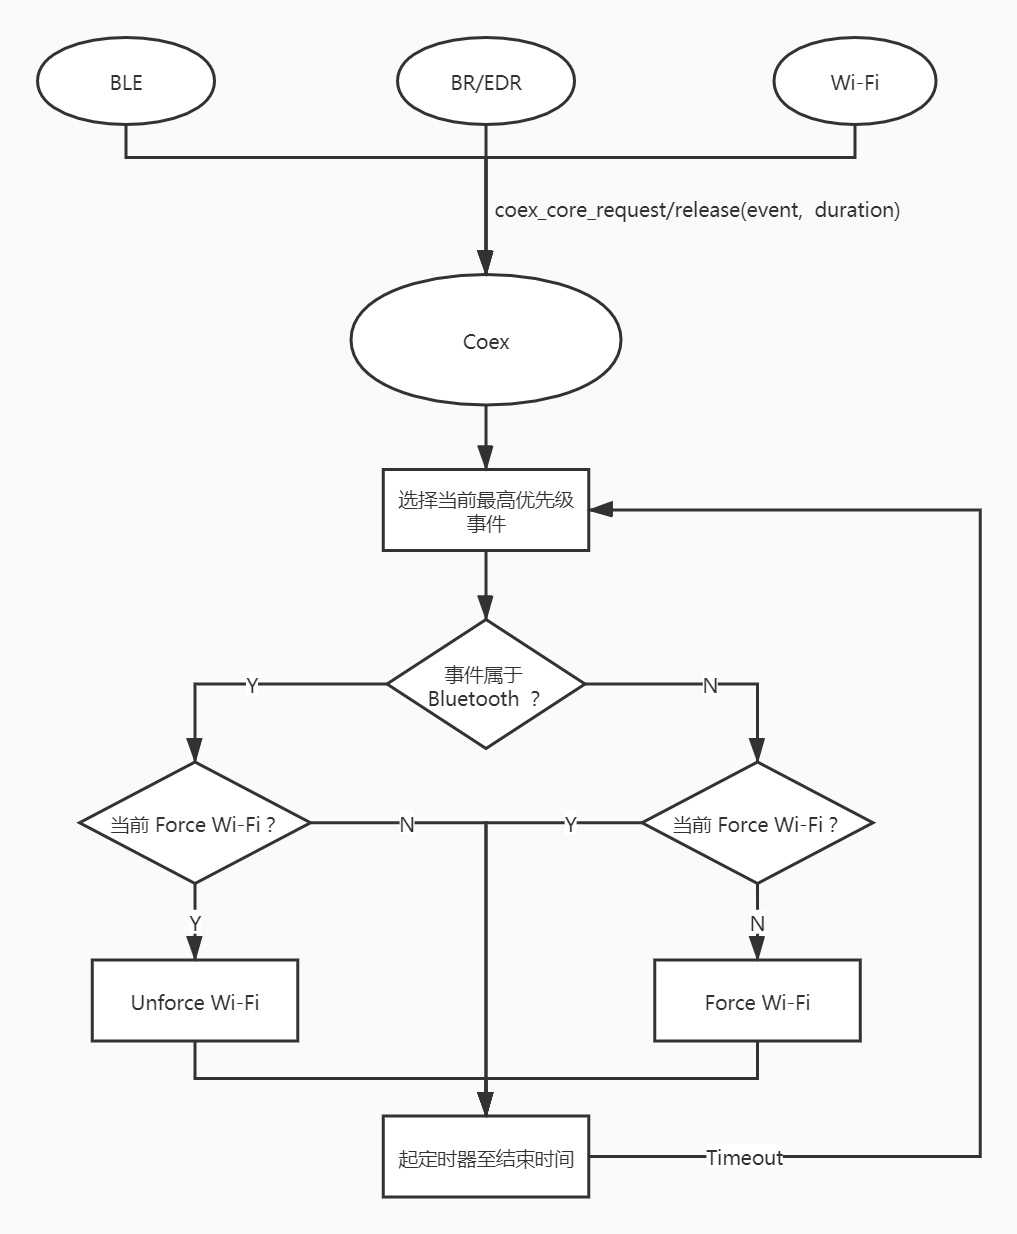 BLE
BR/EDR
Wi-Fi
coex_core_request/release(event, duration)
Coex
选择当前最高优先级
事件
事件属于
Bluetooth ？
Y
N
当前 Force Wi-Fi？
N
Y
当前 Force Wi-Fi？
Y
N
Unforce Wi-Fi
Force Wi-Fi
起定时器至结束时间
Timeout